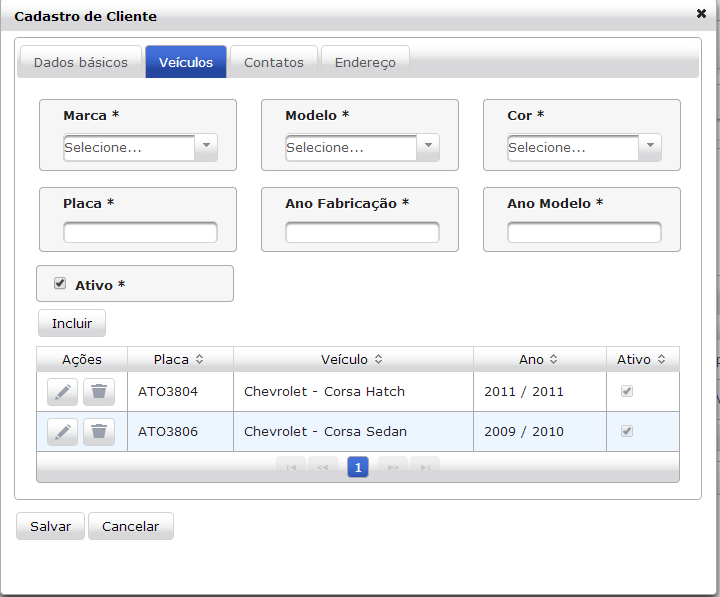 Cadastro de Cliente
Dados básicos Veículos Contatos Endereço
Marca * Modelo * Cor *
Selecione... Selecione... Selecione...
Placa * Ano Fabricação * Ano Modelo *
Ativo *
Incluir
Ações Placa Veículo Ano Ativo
ATO3804 Chevrolet - Corsa Hatch 2011 / 2011
ATO3806 Chevrolet - Corsa Sedan 2009 / 2010
1
Salvar Cancelar